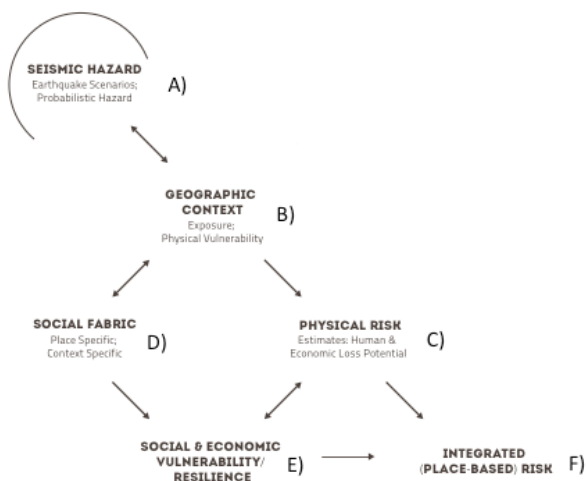 SEISMIC HAZARD
Earthquake Scenarios;
Probabilistic Hazard
A)
GEOGRAPHIC
CONTEXT
Exposure;
Physical Vulnerability
B)
SOCIAL FABRIC
Place Specific;
Context Specific
D)
PHYSICAL RISK
Estimates: Human &
Economic Loss Potential
C)
SOCIAL & ECONOMIC
VULNERABILITY/
RESILIENCE
E)
INTEGRATED
(PLACE-BASED) RISK
F)